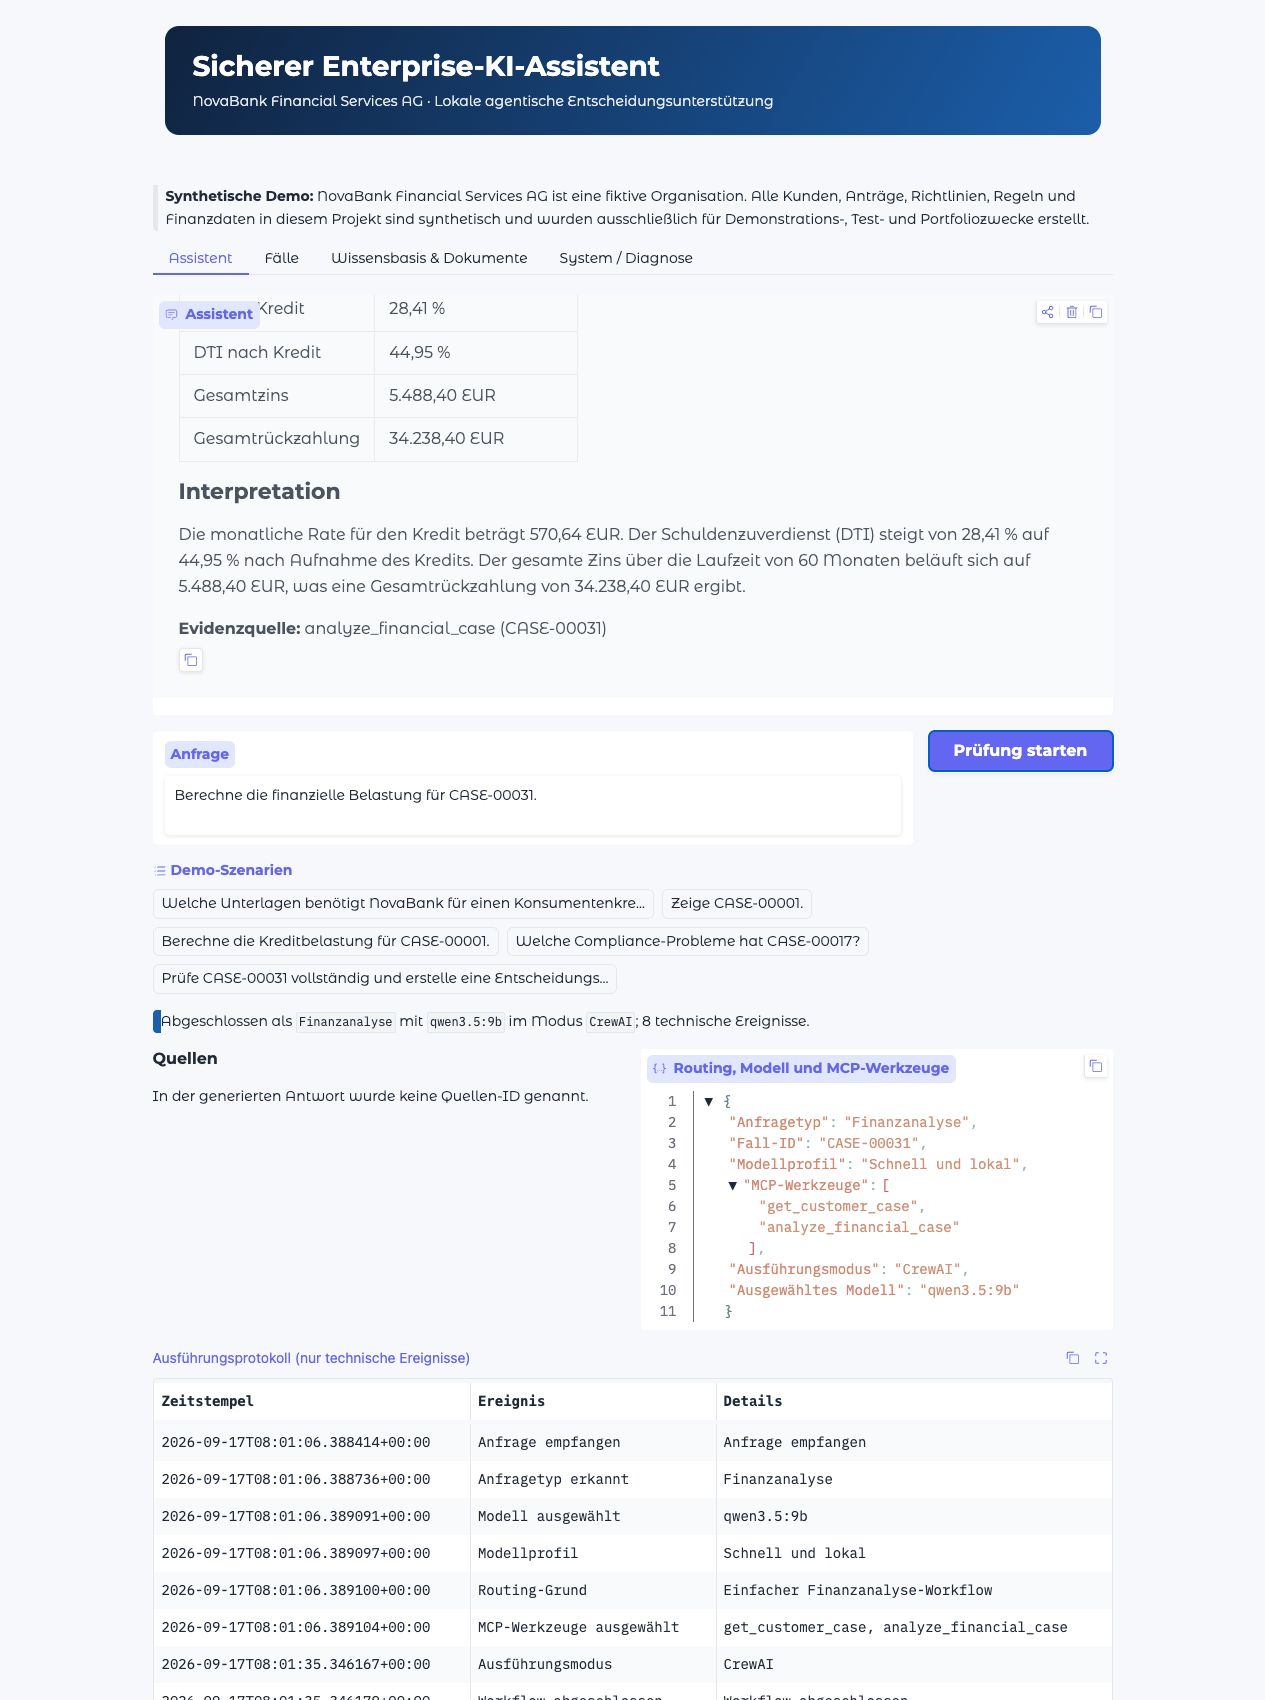 Sicherer Enterprise-KI-Assistent
NovaBank Financial Services AG · Lokale agentische Entscheidungsunterstützung
Synthetische Demo: NovaBank Financial Services AG ist eine fiktive Organisation. Alle Kunden, Anträge, Richtlinien, Regeln und
Finanzdaten in diesem Projekt sind synthetisch und wurden ausschließlich für Demonstrations-, Test- und Portfoliozwecke erstellt.
Assistent Fälle Wissensbasis & Dokumente System / Diagnose
Assistent
Kredit 28,41 %
DTI nach Kredit 44,95 %
Gesamtzins 5.488,40 EUR
Gesamtrückzahlung 34.238,40 EUR
Interpretation
Die monatliche Rate für den Kredit beträgt 570,64 EUR. Der Schuldenzuverdienst (DTI) steigt von 28,41 % auf
44,95 % nach Aufnahme des Kredits. Der gesamte Zins über die Laufzeit von 60 Monaten beläuft sich auf
5.488,40 EUR, was eine Gesamtrückzahlung von 34.238,40 EUR ergibt.
Evidenzquelle: analyze_financial_case (CASE-00031)
Anfrage
Prüfung starten
Berechne die finanzielle Belastung für CASE-00031.
Demo-Szenarien
Welche Unterlagen benötigt NovaBank für einen Konsumentenkre... Zeige CASE-00001.
Berechne die Kreditbelastung für CASE-00001. Welche Compliance-Probleme hat CASE-00017?
Prüfe CASE-00031 vollständig und erstelle eine Entscheidungs...
Abgeschlossen als Finanzanalyse mit qwen3.5:9b im Modus CrewAI; 8 technische Ereignisse.
Quellen
In der generierten Antwort wurde keine Quellen-ID genannt.
Routing, Modell und MCP-Werkzeuge
1 ▼ {
2 "Anfragetyp": "Finanzanalyse",
3 "Fall-ID": "CASE-00031",
4 "Modellprofil": "Schnell und lokal",
5 ▼ "MCP-Werkzeuge": [
6 "get_customer_case",
7 "analyze_financial_case"
8 ],
9 "Ausführungsmodus": "CrewAI",
10 "Ausgewähltes Modell": "qwen3.5:9b"
11 }
Ausführungsprotokoll (nur technische Ereignisse)
Zeitstempel Ereignis Details
2026-09-17T08:01:06.388414+00:00 Anfrage empfangen Anfrage empfangen
2026-09-17T08:01:06.388736+00:00 Anfragetyp erkannt Finanzanalyse
2026-09-17T08:01:06.389091+00:00 Modell ausgewählt qwen3.5:9b
2026-09-17T08:01:06.389097+00:00 Modellprofil Schnell und lokal
2026-09-17T08:01:06.389100+00:00 Routing-Grund Einfacher Finanzanalyse-Workflow
2026-09-17T08:01:06.389104+00:00 MCP-Werkzeuge ausgewählt get_customer_case, analyze_financial_case
2026-09-17T08:01:35.346167+00:00 Ausführungsmodus CrewAI
Workflow abgeschlossen Workflow abgeschlossen